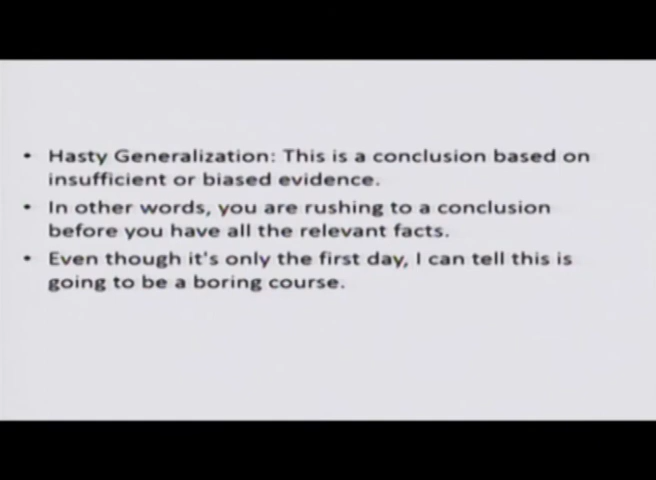 • Hasty Generalization: This is a conclusion based on
insufficient or biased evidence.
• In other words, you are rushing to a conclusion
before you have all the relevant facts.
• Even though it's only the first day, I can tell this is
going to be a boring course.